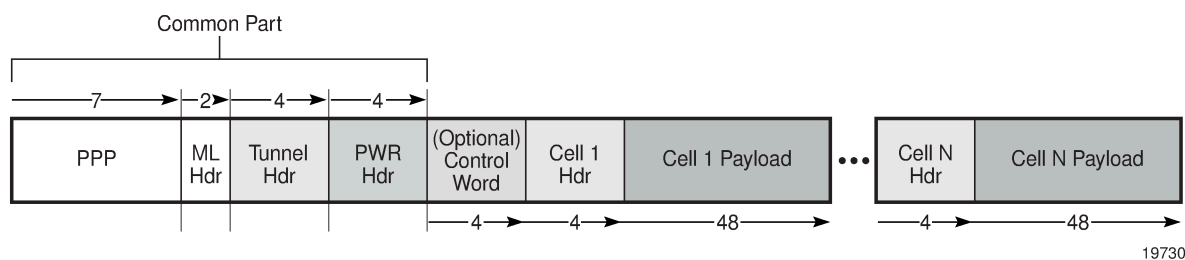 Common Part
7
2
4
4
PPP
ML
Hdr
Tunnel
Hdr
PWR
Hdr
(Optional)
Control
Word
Cell 1
Hdr
Cell 1 Payload
•••
Cell N
Hdr
Cell N Payload
4
4
48
4
48
19730